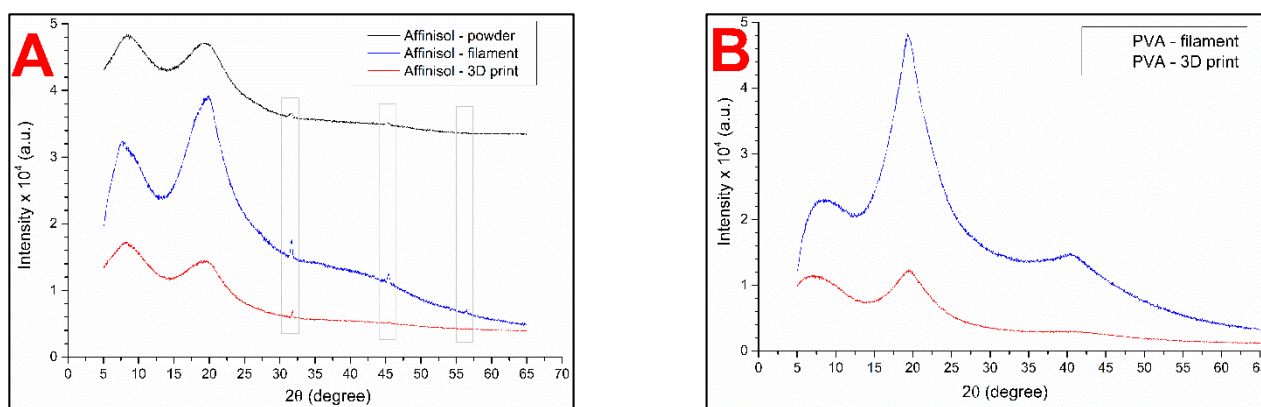 A
Intensity x 10⁴ (a.u.)
5
4
3
2
1
0
Affinisol - powder
Affinisol - filament
Affinisol - 3D print
0 5 10 15 20 25 30 35 40 45 50 55 60 65 70
2θ (degree)
B
Intensity x 10⁴ (a.u.)
5
4
3
2
1
0
PVA - filament
PVA - 3D print
0 5 10 15 20 25 30 35 40 45 50 55 60
2θ (degree)